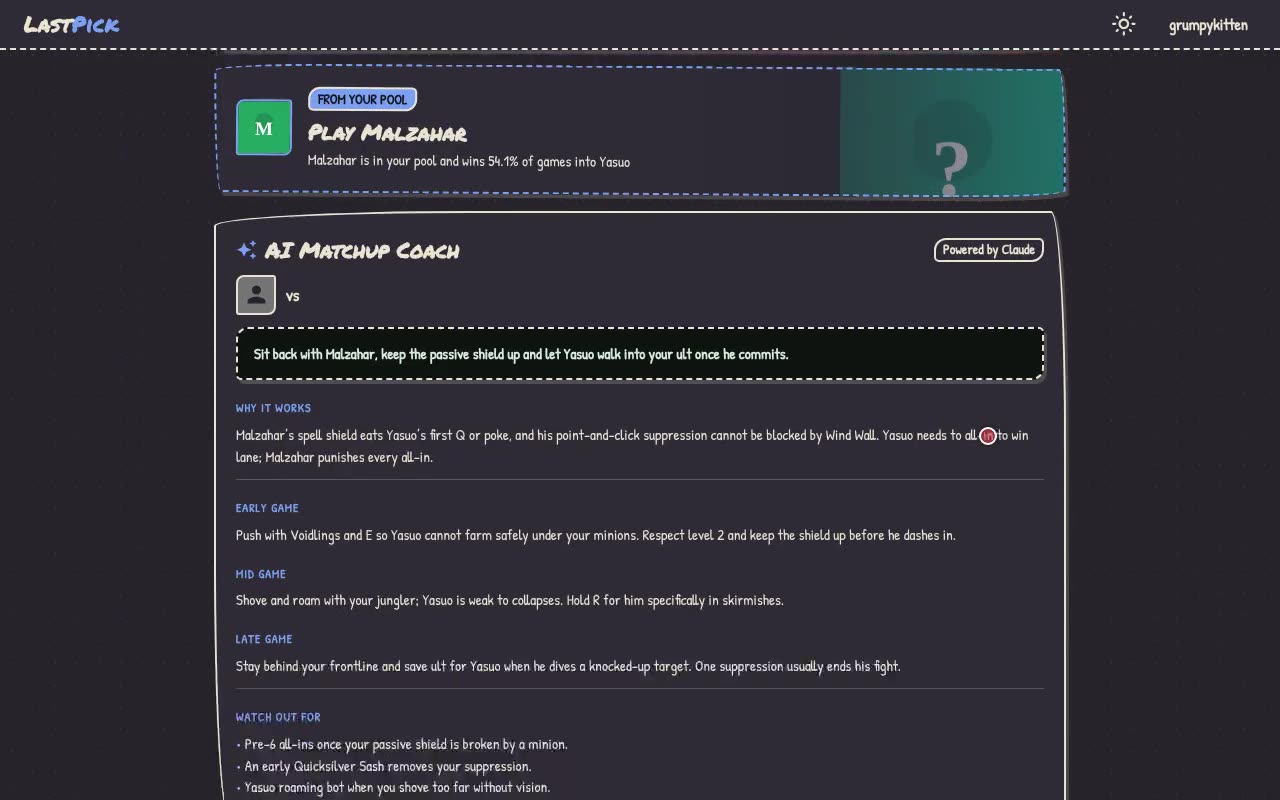 LastPick
grumpykitten
FROM YOUR POOL
M
Play Malzahar
Malzahar is in your pool and wins 54.1% of games into Yasuo
?
AI Matchup Coach
Powered by Claude
vs
Sit back with Malzahar, keep the passive shield up and let Yasuo walk into your ult once he commits.
WHY IT WORKS
Malzahar's spell shield eats Yasuo's first Q or poke, and his point-and-click suppression cannot be blocked by Wind Wall. Yasuo needs to all in to win
lane; Malzahar punishes every all-in.
EARLY GAME
Push with Voidlings and E so Yasuo cannot farm safely under your minions. Respect level 2 and keep the shield up before he dashes in.
MID GAME
Shove and roam with your jungler; Yasuo is weak to collapses. Hold R for him specifically in skirmishes.
LATE GAME
Stay behind your frontline and save ult for Yasuo when he dives a knocked-up target. One suppression usually ends his fight.
WATCH OUT FOR
• Pre-6 all-ins once your passive shield is broken by a minion.
• An early Quicksilver Sash removes your suppression.
• Yasuo roaming bot when you shove too far without vision.